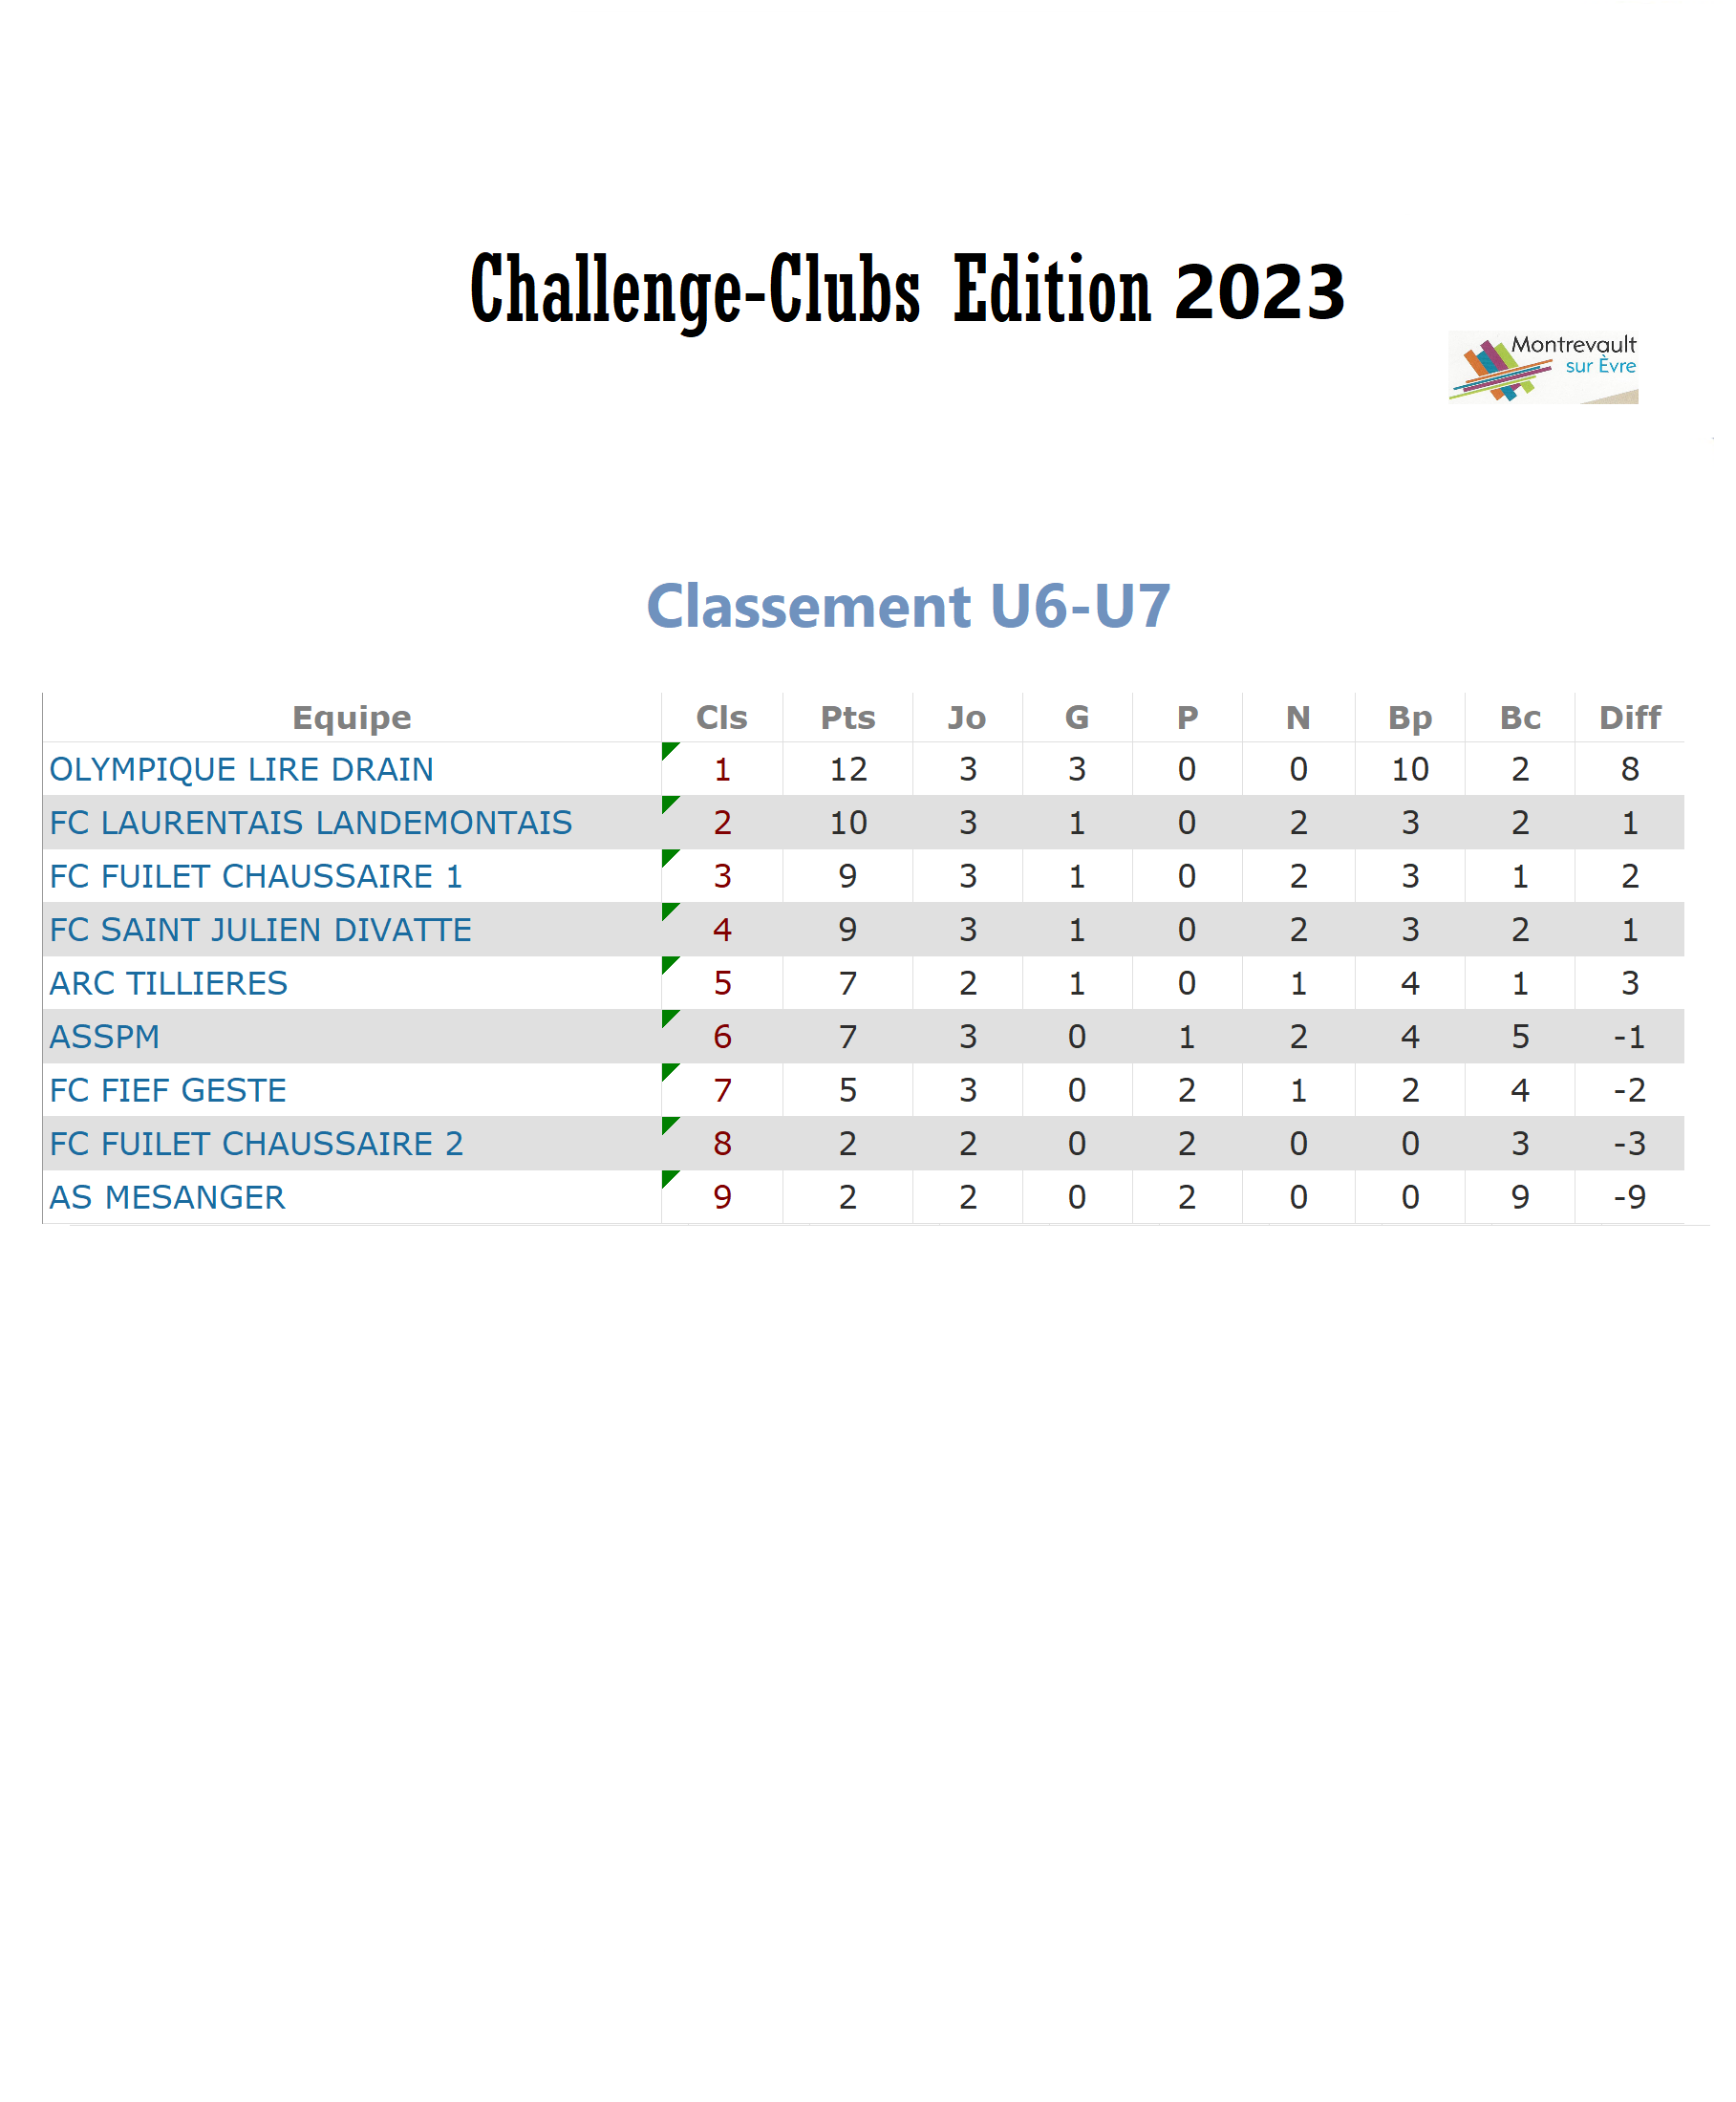 Challenge-Clubs Edition 2023
Montrevault
sur Èvre
Classement U6-U7
Equipe Cls Pts Jo G P N Bp Bc Diff
OLYMPIQUE LIRE DRAIN 1 12 3 3 0 0 10 2 8
FC LAURENTAIS LANDEMONTAIS 2 10 3 1 0 2 3 2 1
FC FUILET CHAUSSAIRE 1 3 9 3 1 0 2 3 1 2
FC SAINT JULIEN DIVATTE 4 9 3 1 0 2 3 2 1
ARC TILLIERES 5 7 2 1 0 1 4 1 3
ASSPM 6 7 3 0 1 2 4 5 -1
FC FIEF GESTE 7 5 3 0 2 1 2 4 -2
FC FUILET CHAUSSAIRE 2 8 2 2 0 2 0 0 3 -3
AS MESANGER 9 2 2 0 2 0 0 9 -9